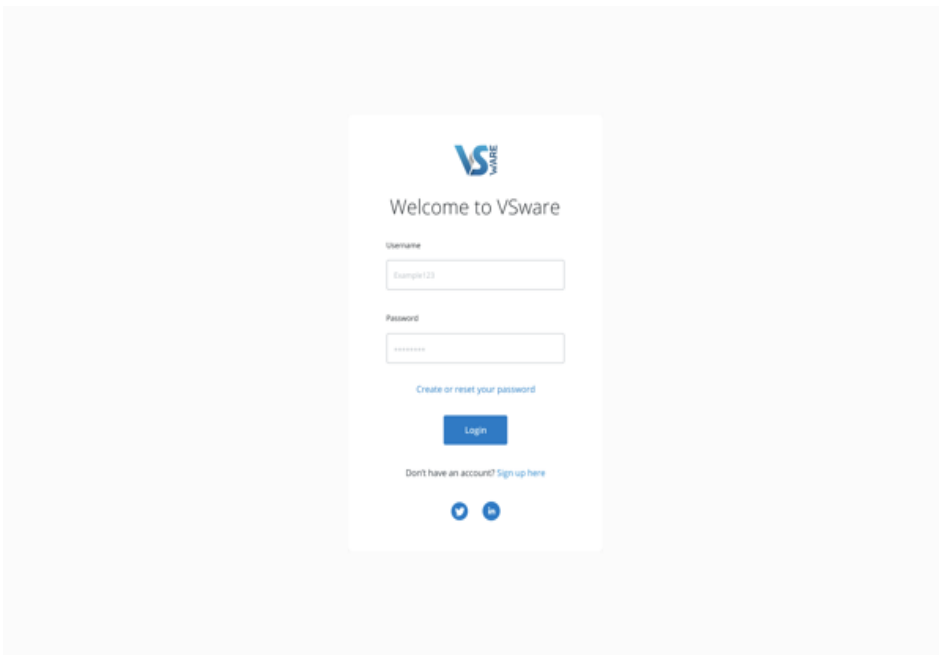 VS WARE
Welcome to VSware
Username
Example123
Password
********
Create or reset your password
Login
Don't have an account? Sign up here
in